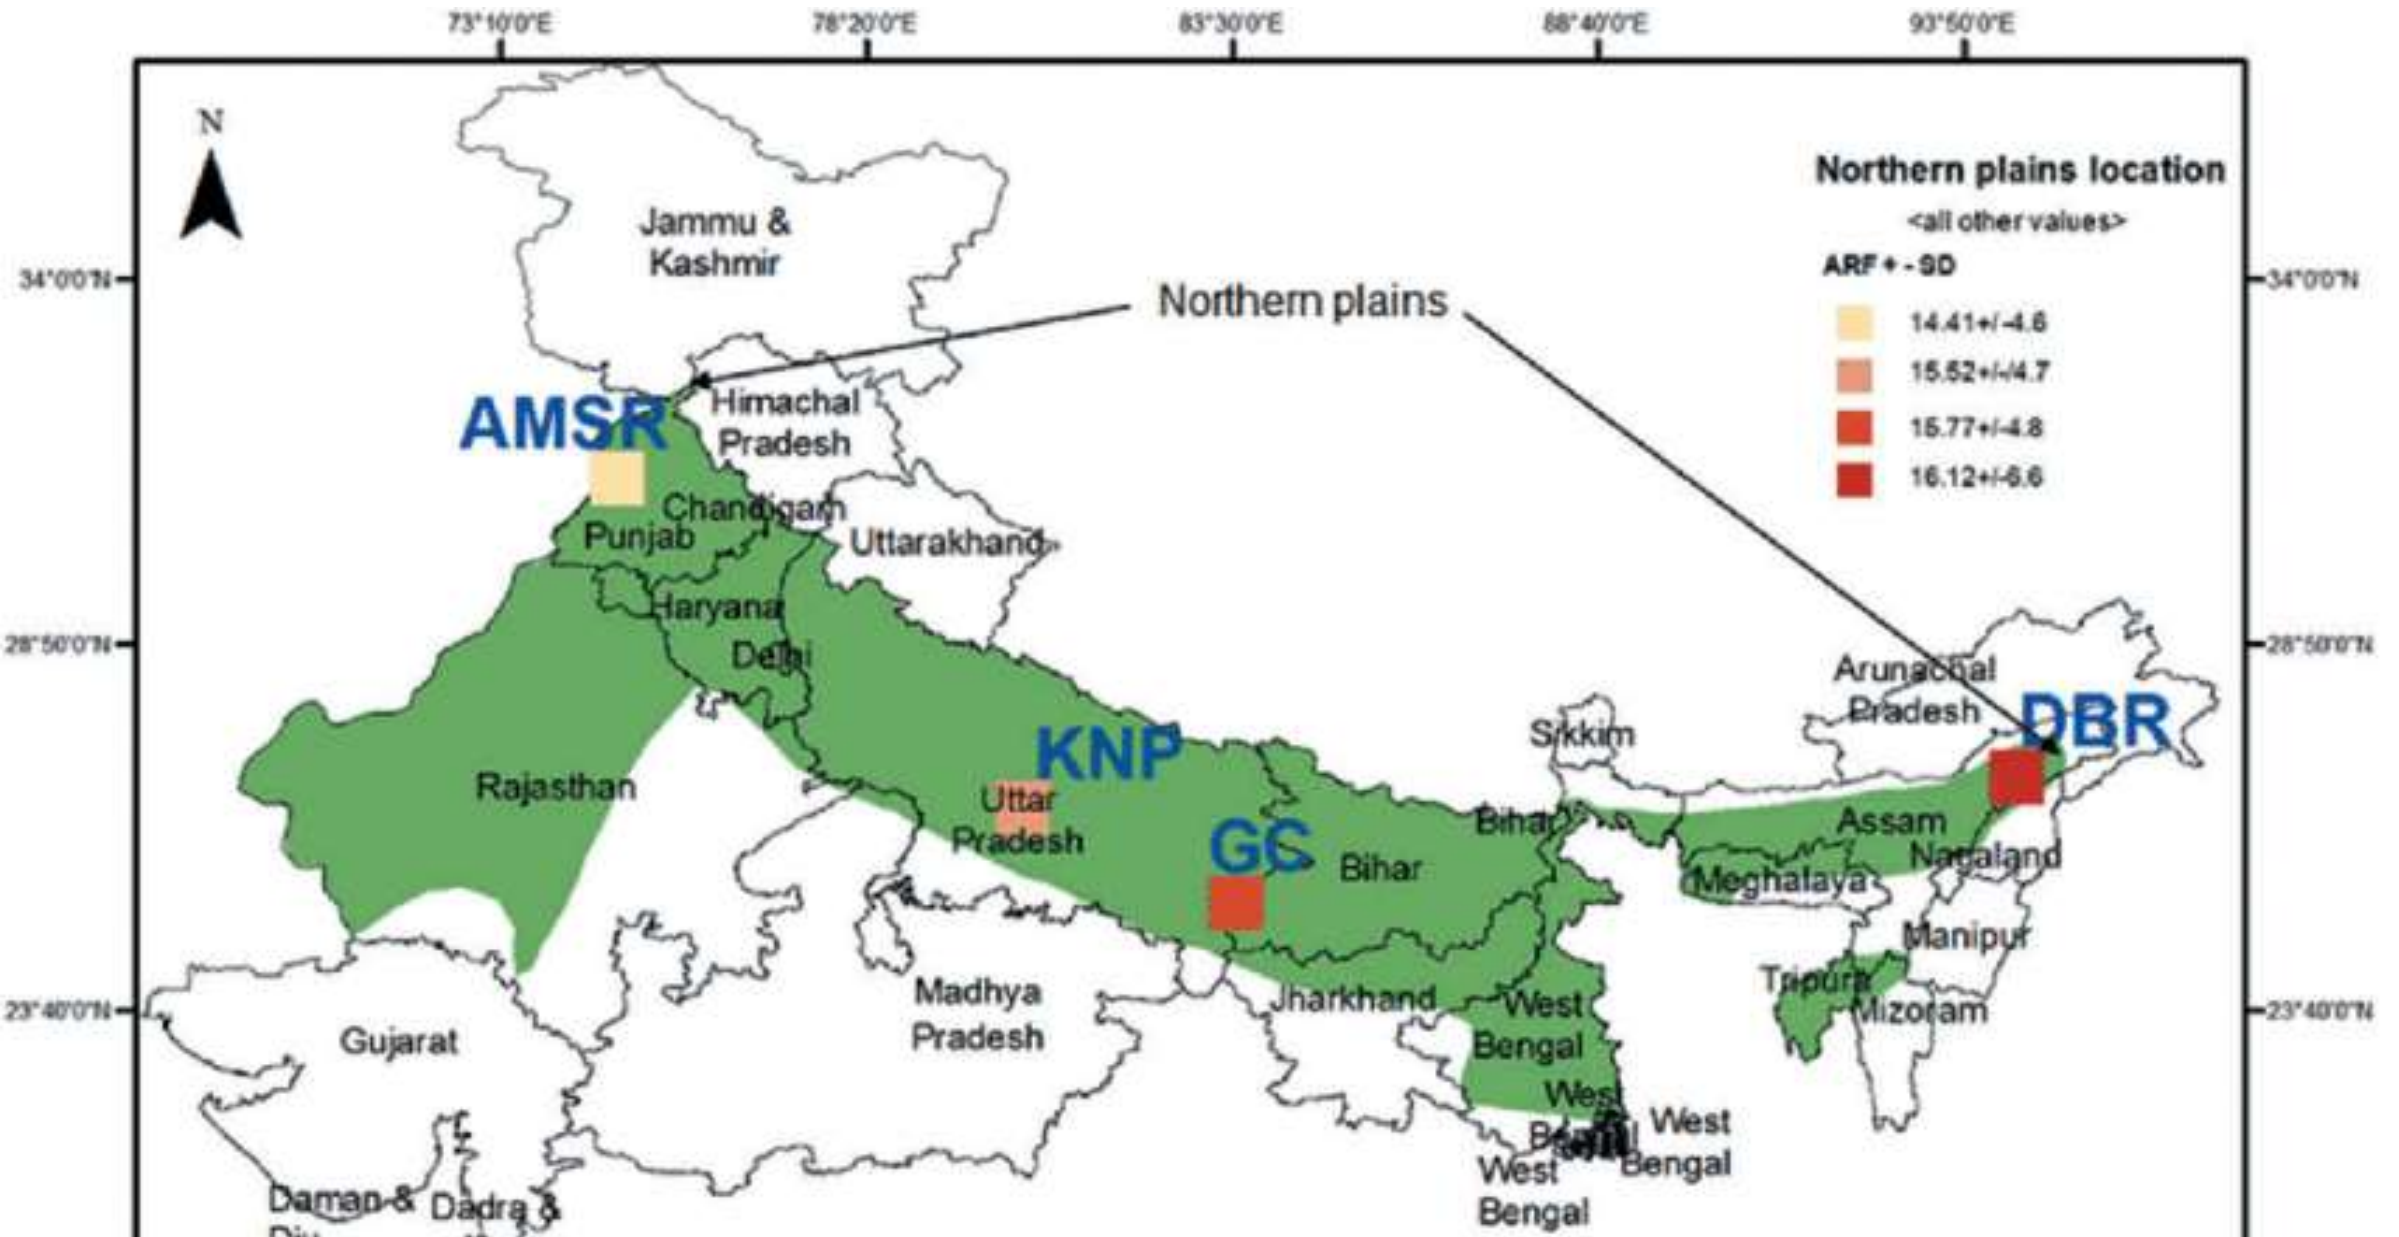 73°10'0"E 78°20'0"E 83°30'0"E 88°40'0"E 93°50'0"E
N
Northern plains location
<all other values>
Jammu &
Kashmir
ARF + - SD
34°0'0"N
34°0'0"N
Northern plains
14.41+/-4.6
15.52+/-/4.7
15.77+/-4.8
16.12+/-6.6
AMSR
Himachal
Pradesh
Chandigarh
Punjab
Uttarakhand
Haryana
28°50'0"N
28°50'0"N
Delhi
Arunachal
Pradesh
DBR
Sikkim
KNP
Rajasthan
Uttar
Pradesh
Bihar
Assam
GC
Bihar
Nagaland
Meghalaya
Manipur
Tripura
Mizoram
Madhya
Pradesh
Jharkhand
West
Bengal
23°40'0"N
23°40'0"N
Gujarat
West
Bengal
West
Bengal
West
Bengal
Daman &
Diu
Dadra &